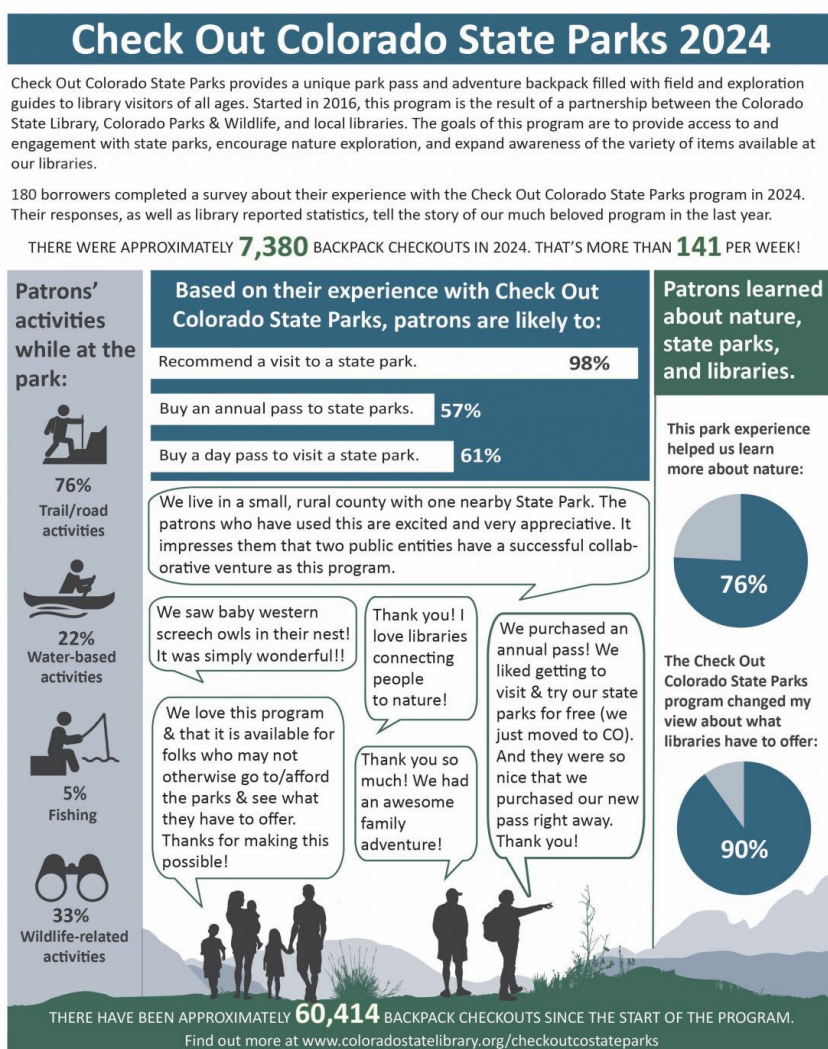 Check Out Colorado State Parks 2024
Check Out Colorado State Parks provides a unique park pass and adventure backpack filled with field and exploration
guides to library visitors of all ages. Started in 2016, this program is the result of a partnership between the Colorado
State Library, Colorado Parks & Wildlife, and local libraries. The goals of this program are to provide access to and
engagement with state parks, encourage nature exploration, and expand awareness of the variety of items available at
our libraries.
180 borrowers completed a survey about their experience with the Check Out Colorado State Parks program in 2024.
Their responses, as well as library reported statistics, tell the story of our much beloved program in the last year.
THERE WERE APPROXIMATELY 7,380 BACKPACK CHECKOUTS IN 2024. THAT'S MORE THAN 141 PER WEEK!
Patrons'
activities
while at the
park:
76%
Trail/road
activities
22%
Water-based
activities
5%
Fishing
33%
Wildlife-related
activities
Based on their experience with Check Out
Colorado State Parks, patrons are likely to:
Recommend a visit to a state park. 98%
Buy an annual pass to state parks. 57%
Buy a day pass to visit a state park. 61%
We live in a small, rural county with one nearby State Park. The
patrons who have used this are excited and very appreciative. It
impresses them that two public entities have a successful collab-
orative venture as this program.
We saw baby western
screech owls in their nest!
It was simply wonderful!!
Thank you! I
love libraries
connecting
people
to nature!
We purchased an
annual pass! We
liked getting to
visit & try our state
parks for free (we
just moved to CO).
And they were so
nice that we
purchased our new
pass right away.
Thank you!
We love this program
& that it is available for
folks who may not
otherwise go to/afford
the parks & see what
they have to offer.
Thanks for making this
possible!
Thank you so
much! We had
an awesome
family
adventure!
Patrons learned
about nature,
state parks,
and libraries.
This park experience
helped us learn
more about nature:
76%
The Check Out
Colorado State Parks
program changed my
view about what
libraries have to offer:
90%
THERE HAVE BEEN APPROXIMATELY 60,414 BACKPACK CHECKOUTS SINCE THE START OF THE PROGRAM.
Find out more at www.coloradostatelibrary.org/checkoutcostateparks